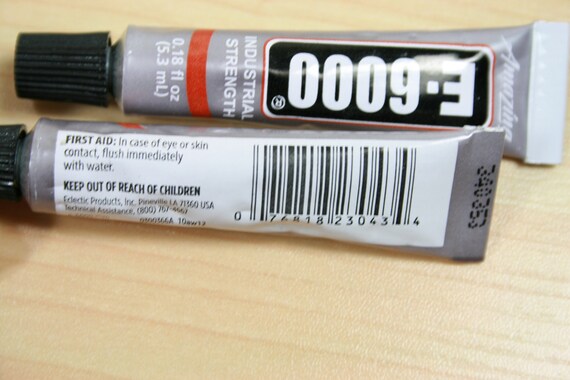 Amazing
E-6000®
INDUSTRIAL
STRENGTH
0.18 fl oz
(5.3 mL)
FIRST AID: In case of eye or skin
contact, flush immediately
with water.
KEEP OUT OF REACH OF CHILDREN
Eclectic Products, Inc. Pineville LA 71360 USA
Technical Assistance, (800) 767-4667
0 76818 23043 4